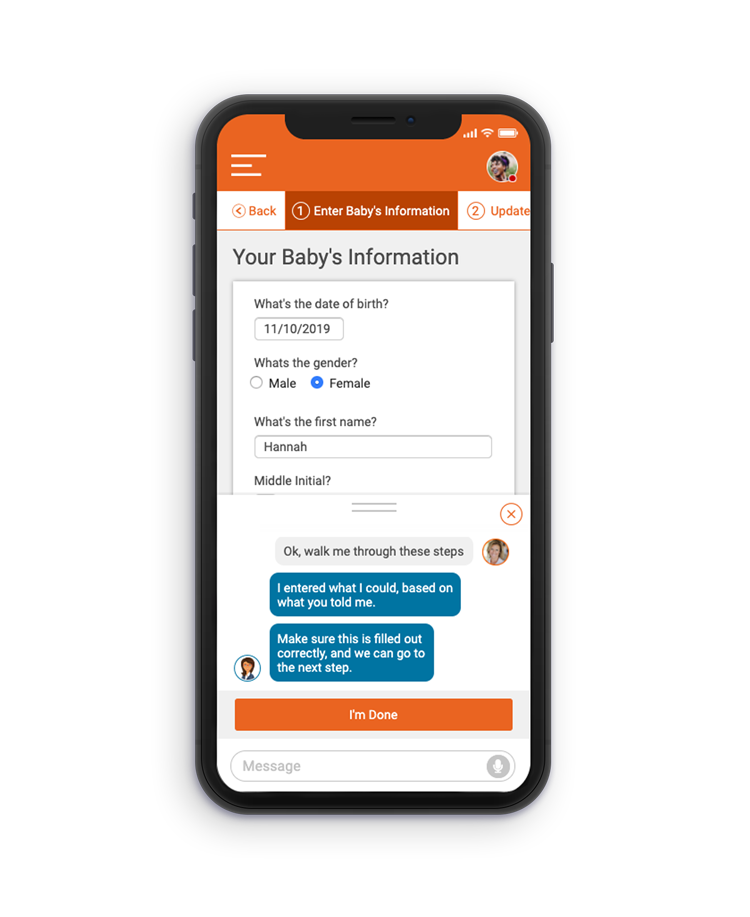 Back
1 Enter Baby's Information
2 Update
Your Baby's Information
What's the date of birth?
11/10/2019
Whats the gender?
Male Female
What's the first name?
Hannah
Middle Initial?
Ok, walk me through these steps
I entered what I could, based on
what you told me.
Make sure this is filled out
correctly, and we can go to
the next step.
I'm Done
Message